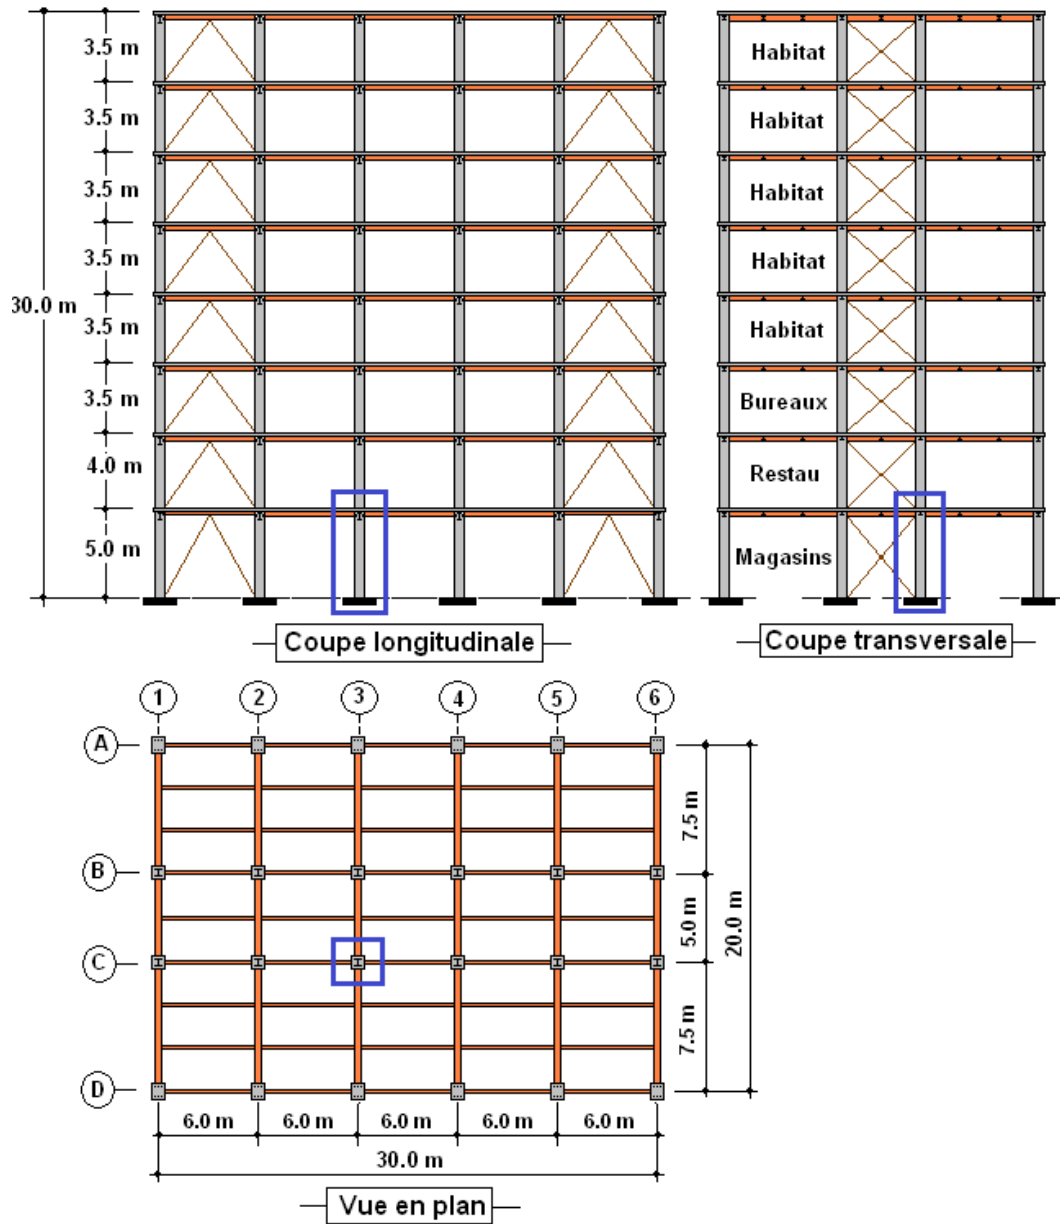 3.5 m
3.5 m
3.5 m
3.5 m
3.5 m
3.5 m
4.0 m
5.0 m
30.0 m
Habitat
Habitat
Habitat
Habitat
Habitat
Bureaux
Restau
Magasins
Coupe longitudinale
Coupe transversale
1 2 3 4 5 6
A
B
C
D
7.5 m
5.0 m
7.5 m
20.0 m
6.0 m 6.0 m 6.0 m 6.0 m 6.0 m
30.0 m
Vue en plan